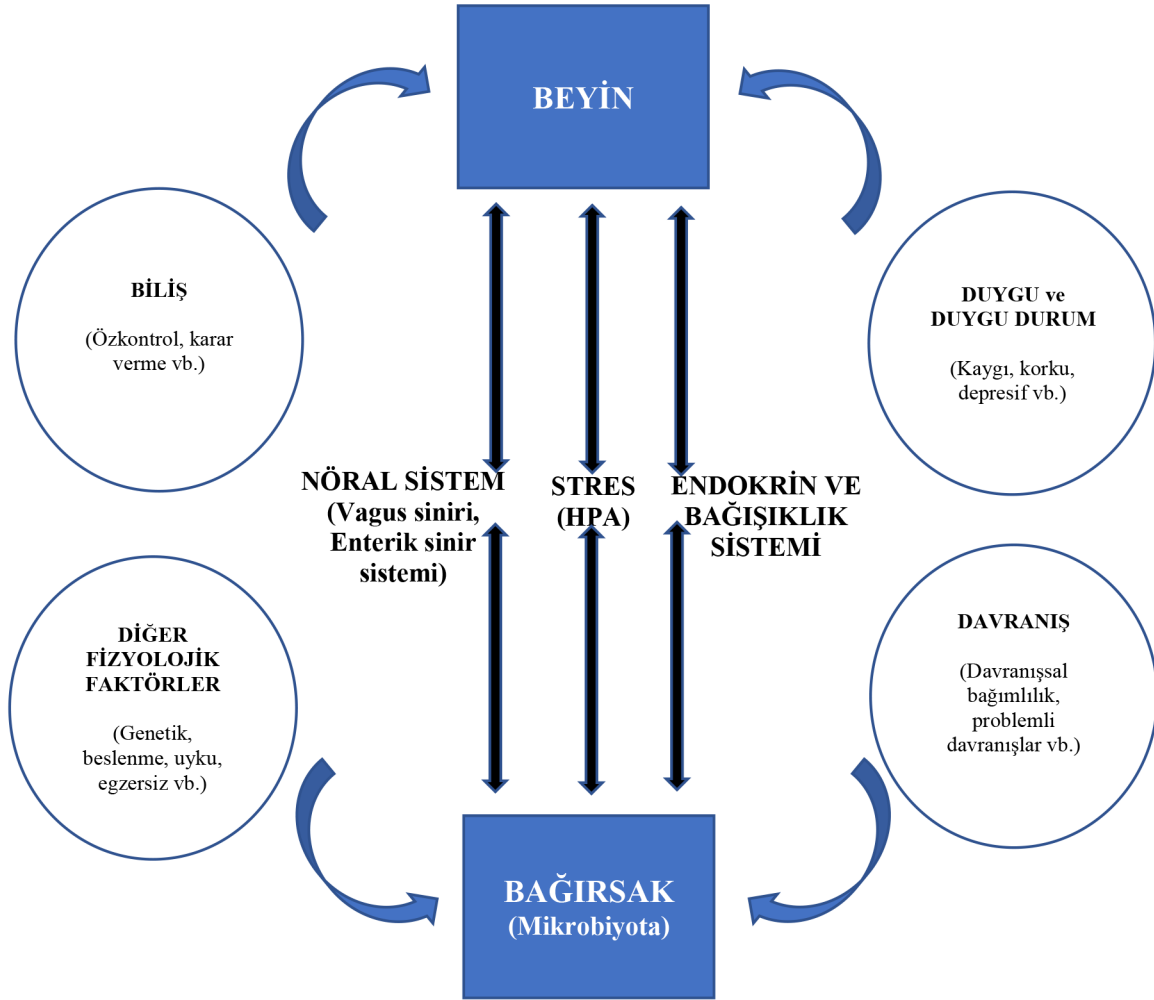 BEYİN
BİLİŞ
(Özkontrol, karar
verme vb.)
DUYGU ve
DUYGU DURUM
(Kaygı, korku,
depresif vb.)
NÖRAL SİSTEM
(Vagus siniri,
Enterik sinir
sistemi)
STRES
(HPA)
ENDOKRİN VE
BAĞIŞIKLIK
SİSTEMİ
DİĞER
FİZYOLOJİK
FAKTÖRLER
(Genetik,
beslenme, uyku,
egzersiz vb.)
DAVRANIŞ
(Davranışsal
bağımlılık,
problemli
davranışlar vb.)
BAĞIRSAK
(Mikrobiyota)